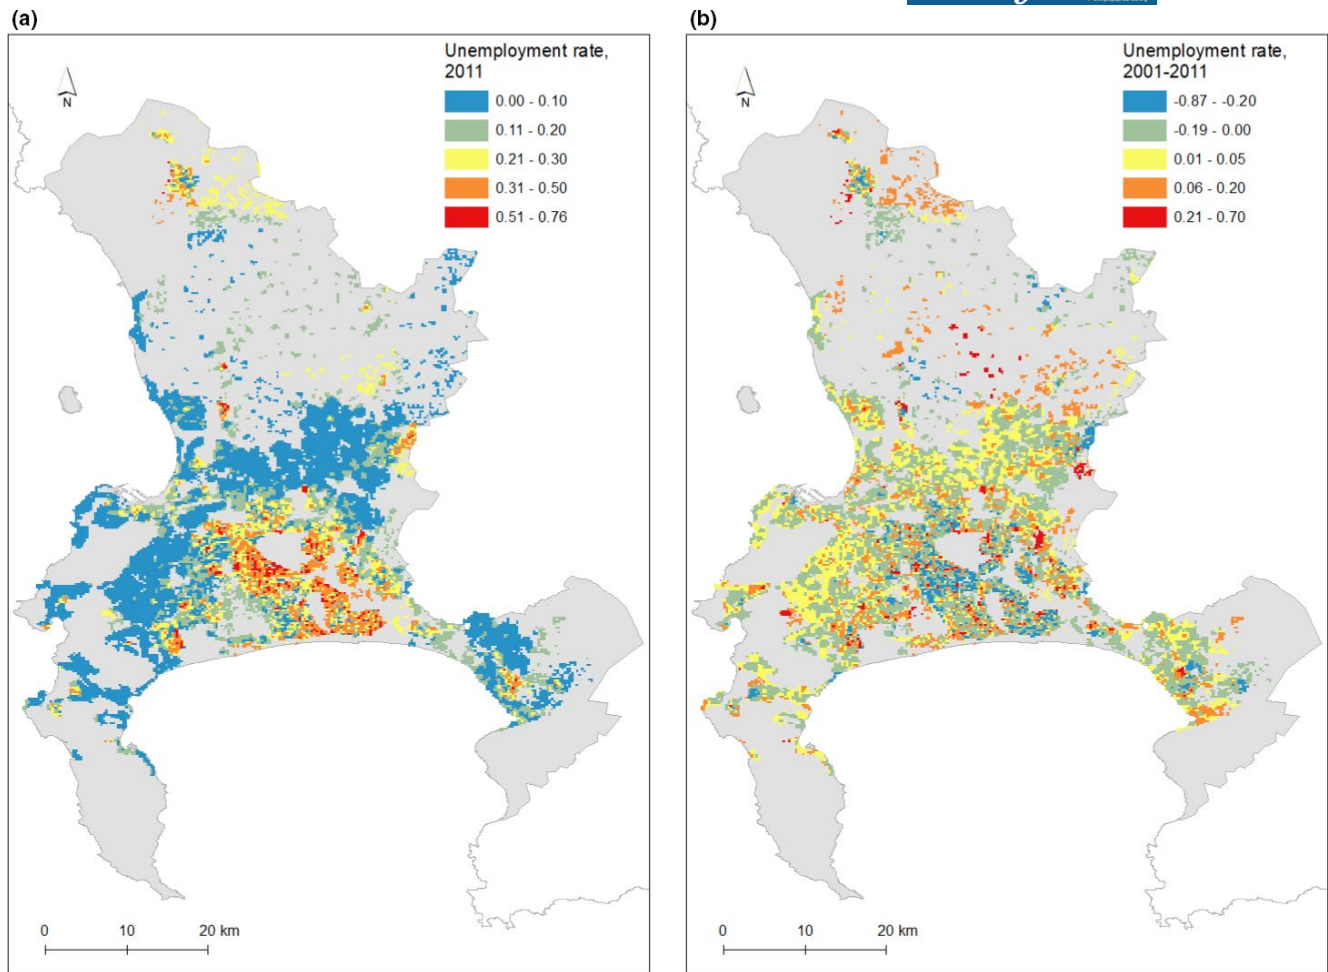 (a)
(b)
Unemployment rate,
2011
0.00 - 0.10
0.11 - 0.20
0.21 - 0.30
0.31 - 0.50
0.51 - 0.76
N
0 10 20 km
Unemployment rate,
2001-2011
-0.87 - -0.20
-0.19 - 0.00
0.01 - 0.05
0.06 - 0.20
0.21 - 0.70
N
0 10 20 km